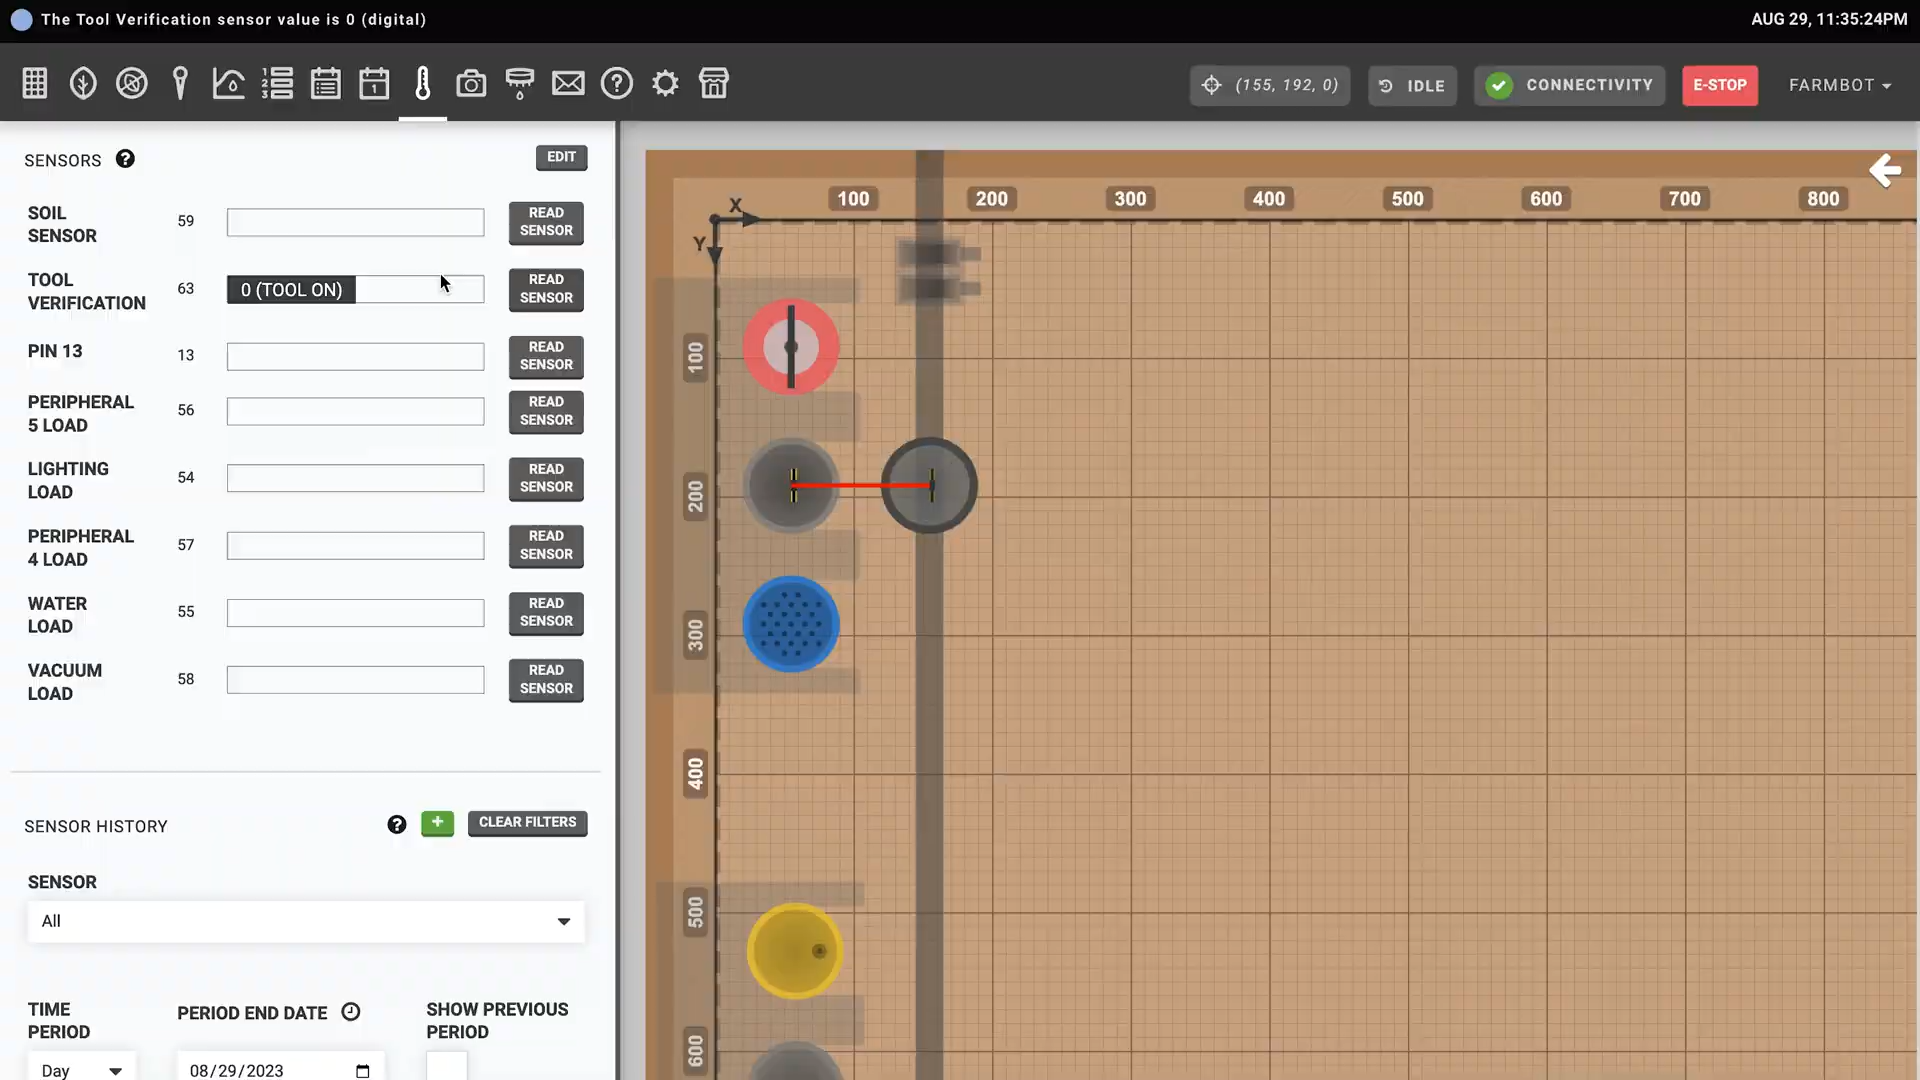 The Tool Verification sensor value is 0 (digital)
AUG 29, 11:35:24PM
1
2
3
1
?
(155, 192, 0)
IDLE
CONNECTIVITY
E-STOP
FARMBOT
SENSORS ?
EDIT
SOIL
SENSOR
59
READ
SENSOR
TOOL
VERIFICATION
63
0 (TOOL ON)
READ
SENSOR
PIN 13
13
READ
SENSOR
PERIPHERAL
5 LOAD
56
READ
SENSOR
LIGHTING
LOAD
54
READ
SENSOR
PERIPHERAL
4 LOAD
57
READ
SENSOR
WATER
LOAD
55
READ
SENSOR
VACUUM
LOAD
58
READ
SENSOR
SENSOR HISTORY
?
+
CLEAR FILTERS
SENSOR
All
TIME
PERIOD
PERIOD END DATE
SHOW PREVIOUS
PERIOD
Day
08/29/2023
X
Y
100
200
300
400
500
600
700
800
100
200
300
400
500
600